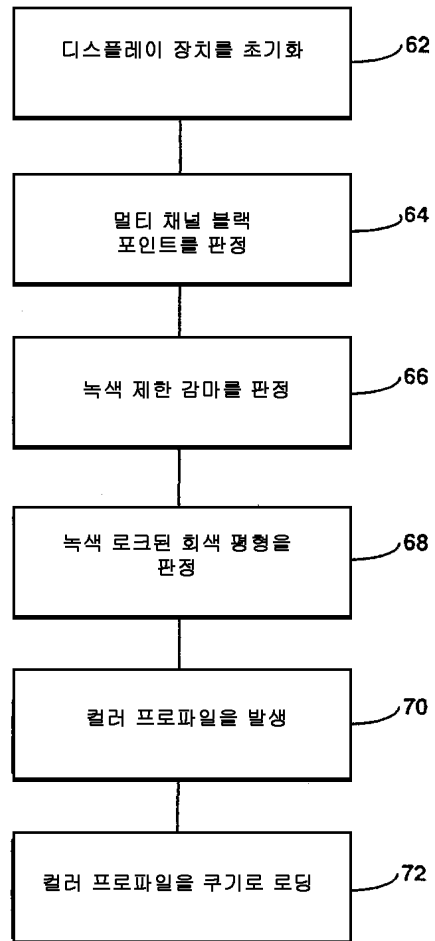 디스플레이 장치를 초기화
62
멀티 채널 블랙
포인트를 판정
64
녹색 제한 감마를 판정
66
녹색 로크된 회색 평형을
판정
68
컬러 프로파일을 발생
70
컬러 프로파일을 쿠기로 로딩
72